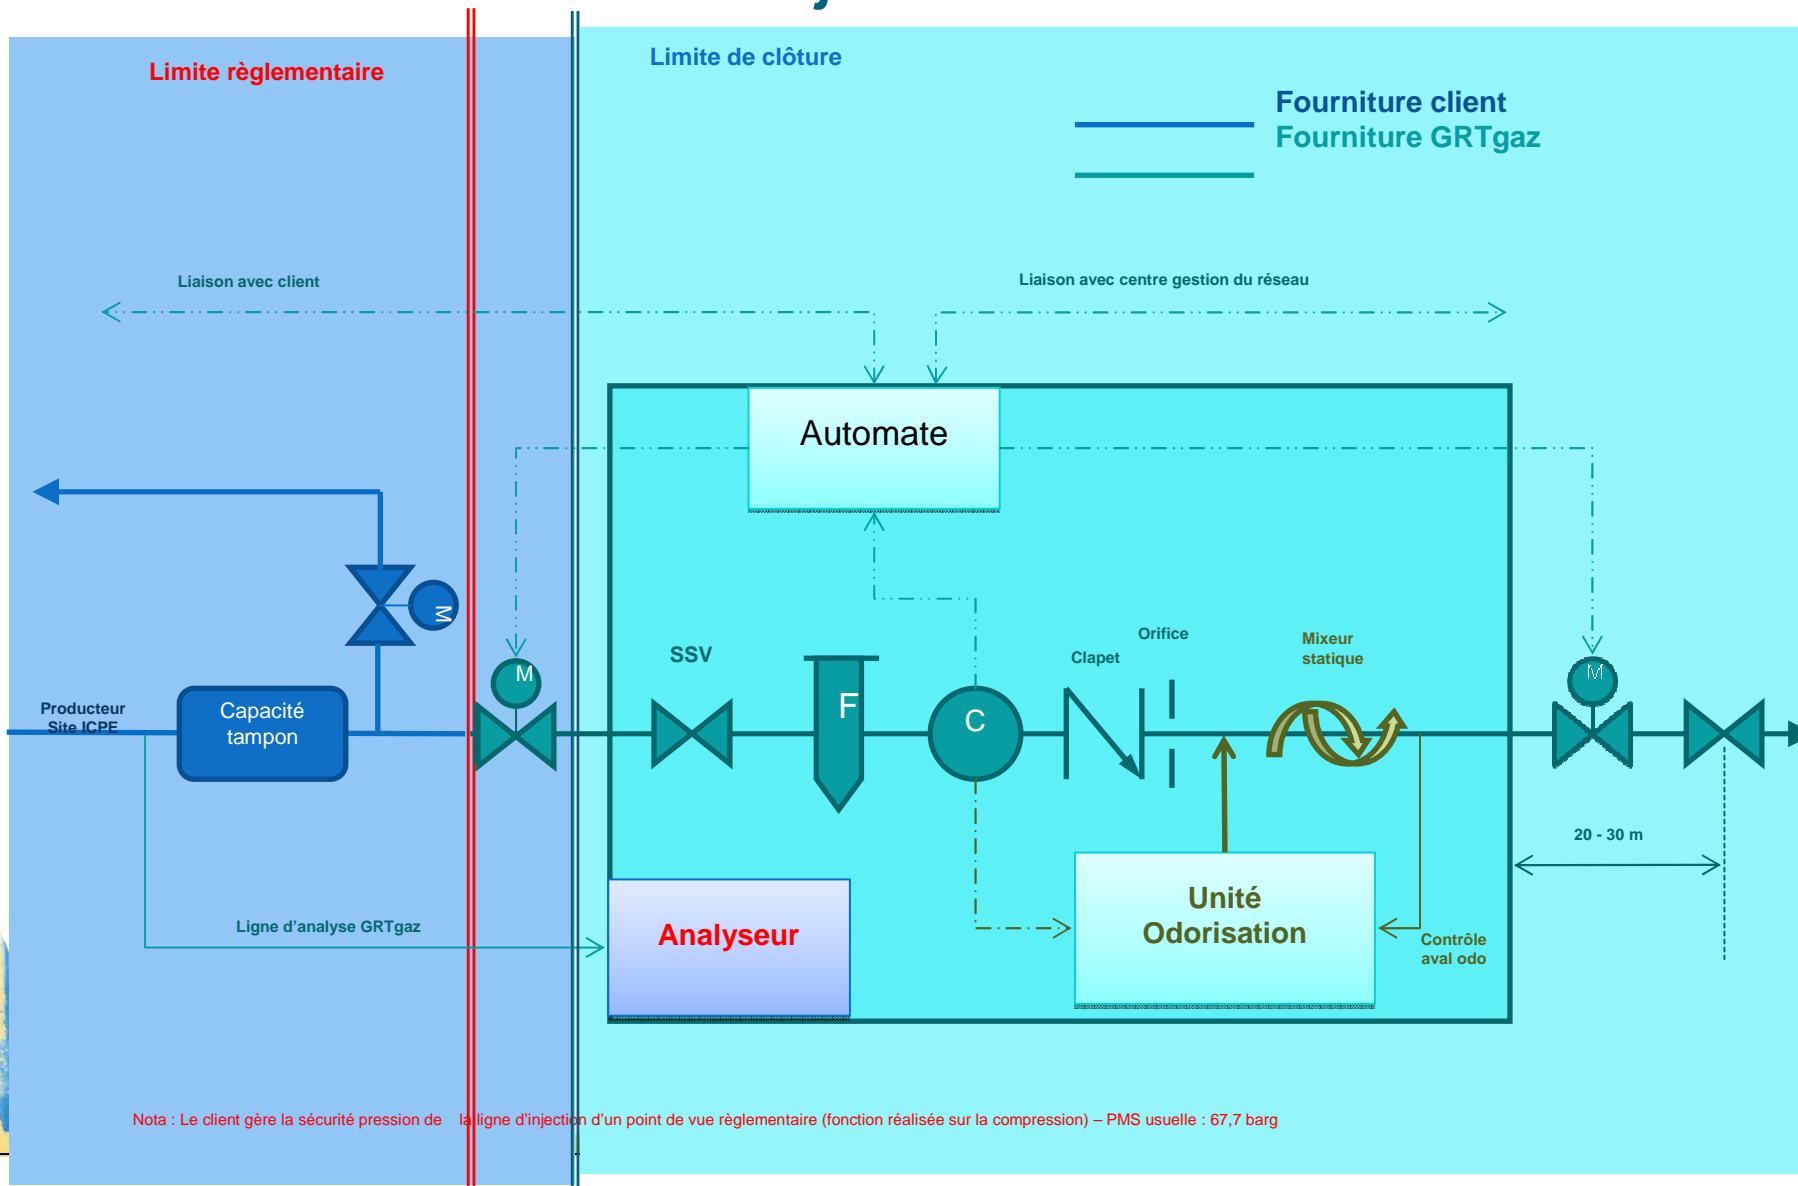 Limite règlementaire
Limite de clôture
Fourniture client
Fourniture GRTgaz
Liaison avec client
Liaison avec centre gestion du réseau
Automate
M
M
M
SSV
F
C
Clapet
Orifice
Mixeur
statique
Producteur
Site ICPE
Capacité
tampon
20 - 30 m
Ligne d’analyse GRTgaz
Analyseur
Unité
Odorisation
Contrôle
aval odo
Nota : Le client gère la sécurité pression de la ligne d’injection d’un point de vue règlementaire (fonction réalisée sur la compression) – PMS usuelle : 67,7 barg